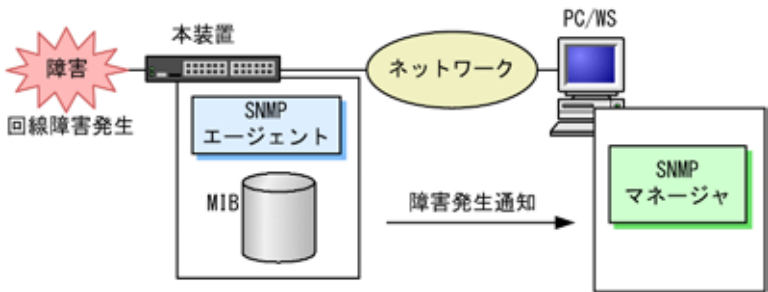 本装置
PC/WS
障害
ネットワーク
回線障害発生
SNMP
エージェント
MIB
障害発生通知
SNMP
マネージャ